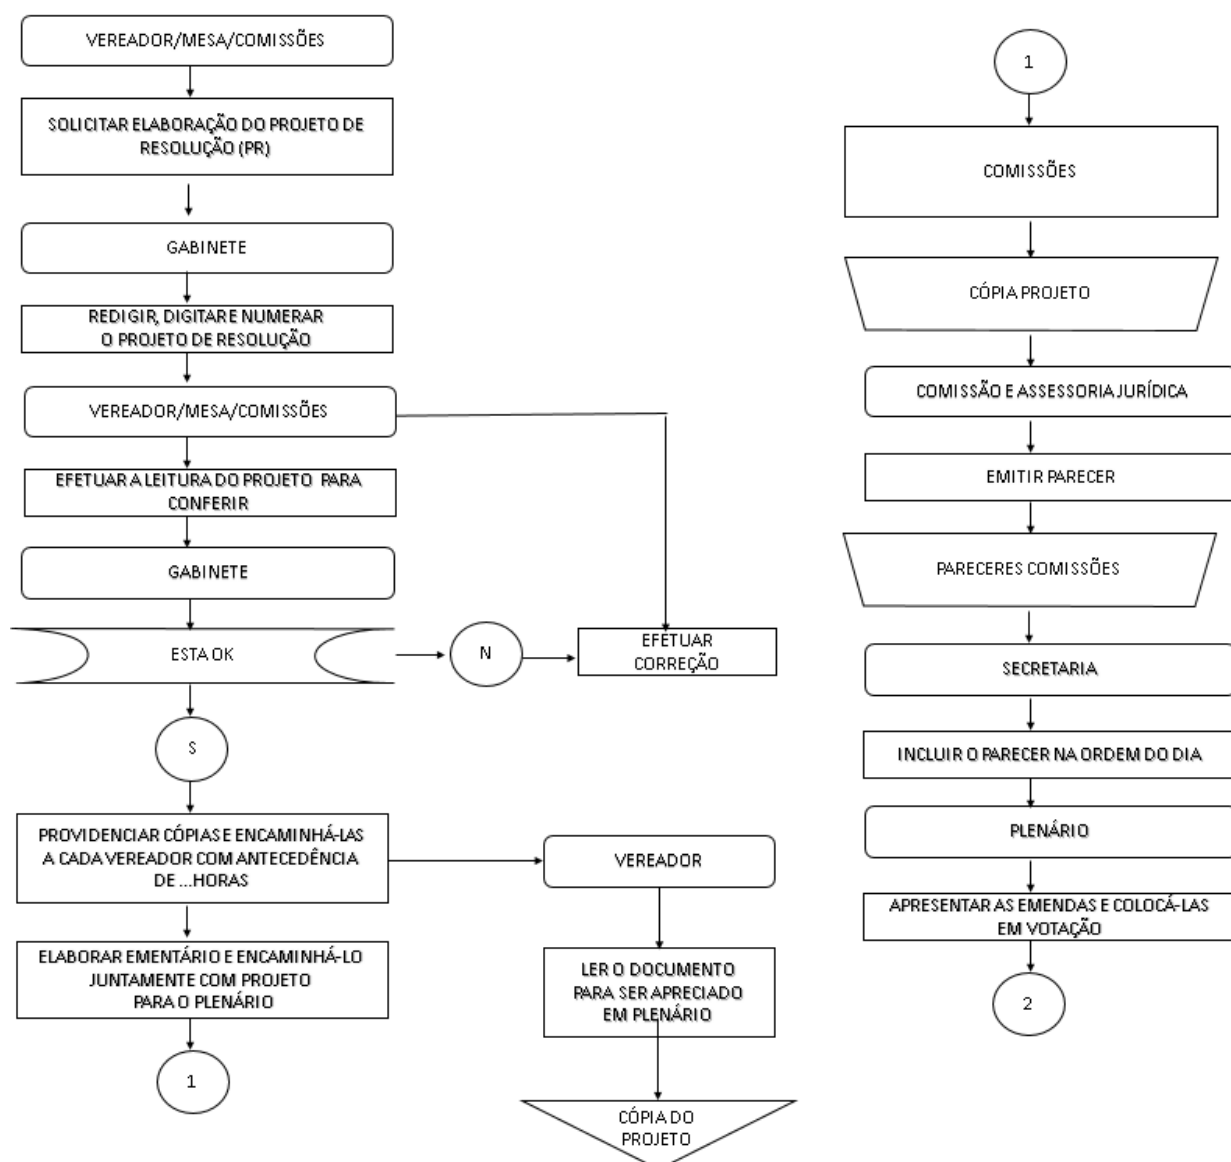 VEREADOR/MESA/COMISSÕES
SOLICITAR ELABORAÇÃO DO PROJETO DE
RESOLUÇÃO (PR)
GABINETE
REDIGIR, DIGITAR E NUMERAR
O PROJETO DE RESOLUÇÃO
VEREADOR/MESA/COMISSÕES
EFETUAR A LEITURA DO PROJETO PARA
CONFERIR
GABINETE
ESTA OK
N
EFETUAR
CORREÇÃO
S
PROVIDENCIAR CÓPIAS E ENCAMINHÁ-LAS
A CADA VEREADOR COM ANTECEDÊNCIA
DE ...HORAS
VEREADOR
ELABORAR EMENTÁRIO E ENCAMINHÁ-LO
JUNTAMENTE COM PROJETO
PARA O PLENÁRIO
LER O DOCUMENTO
PARA SER APRECIADO
EM PLENÁRIO
1
CÓPIA DO
PROJETO
1
COMISSÕES
CÓPIA PROJETO
COMISSÃO E ASSESSORIA JURÍDICA
EMITIR PARECER
PARECERES COMISSÕES
SECRETARIA
INCLUIR O PARECER NA ORDEM DO DIA
PLENÁRIO
APRESENTAR AS EMENDAS E COLOCÁ-LAS
EM VOTAÇÃO
2